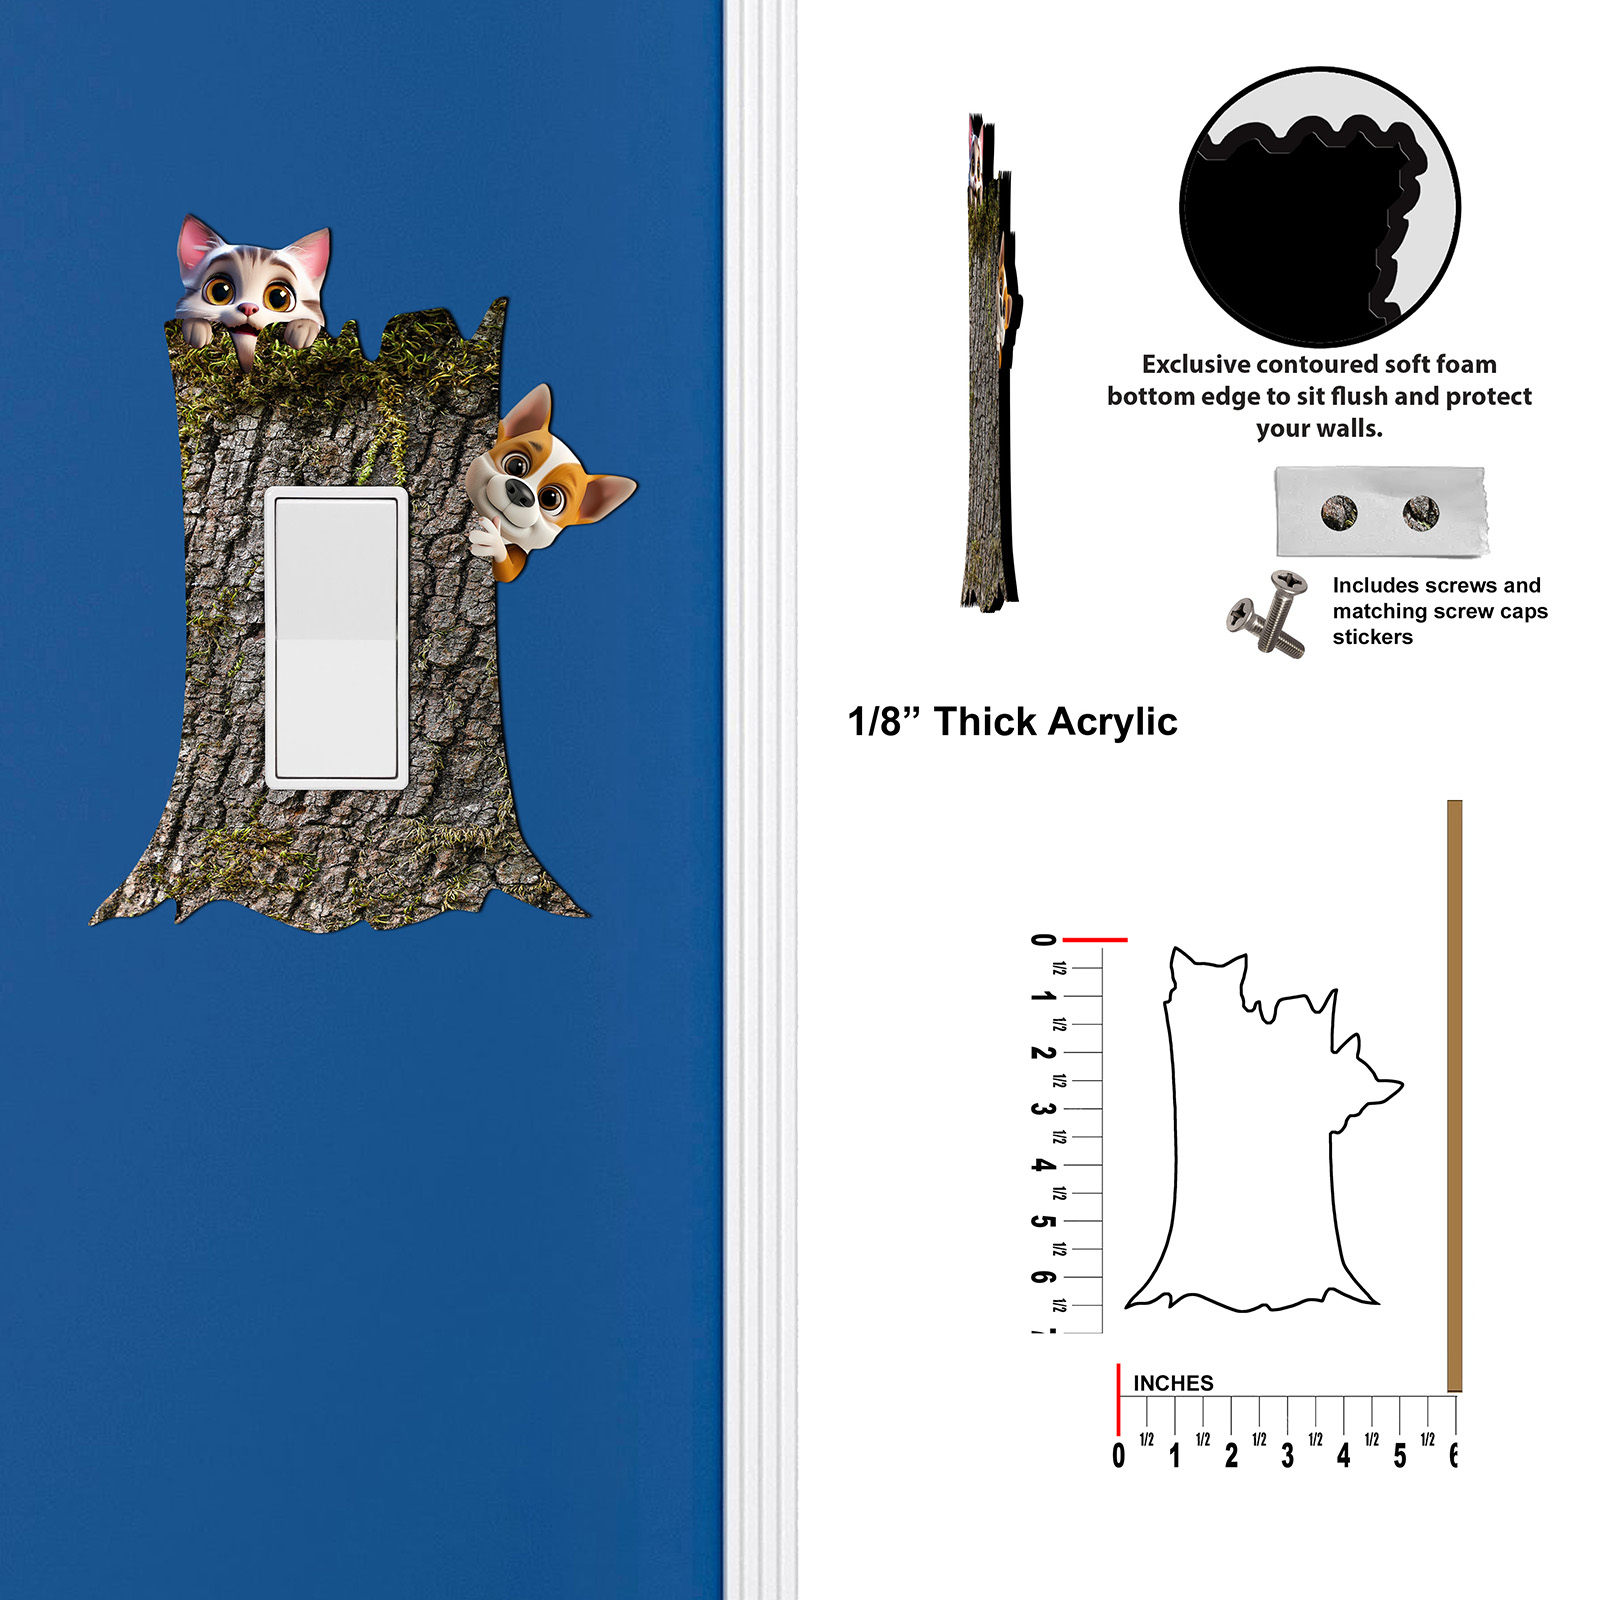 Exclusive contoured soft foam
bottom edge to sit flush and protect
your walls.
Includes screws and
matching screw caps
stickers
1/8” Thick Acrylic
0
1/2
1
1/2
2
1/2
3
1/2
4
1/2
5
1/2
6
1/2
INCHES
0 1/2 1 1/2 2 1/2 3 1/2 4 1/2 5 1/2 6